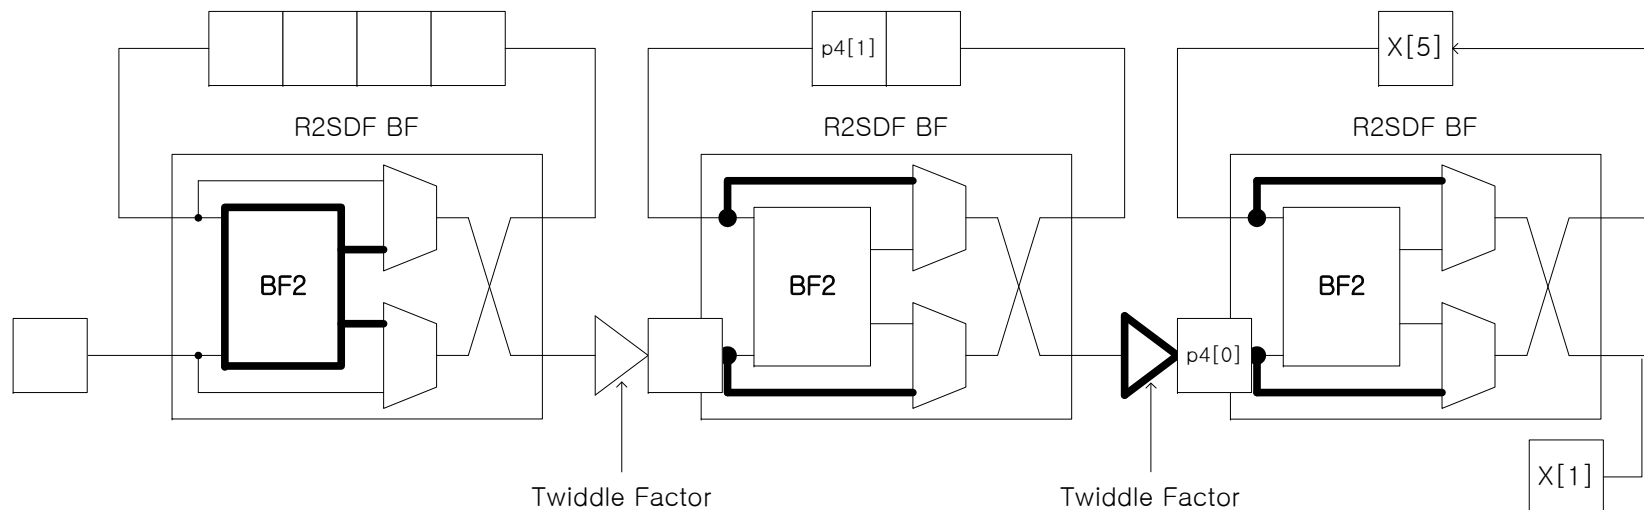 p4[1]
X[5]
R2SDF BF
R2SDF BF
R2SDF BF
BF2
BF2
BF2
p4[0]
X[1]
Twiddle Factor
Twiddle Factor